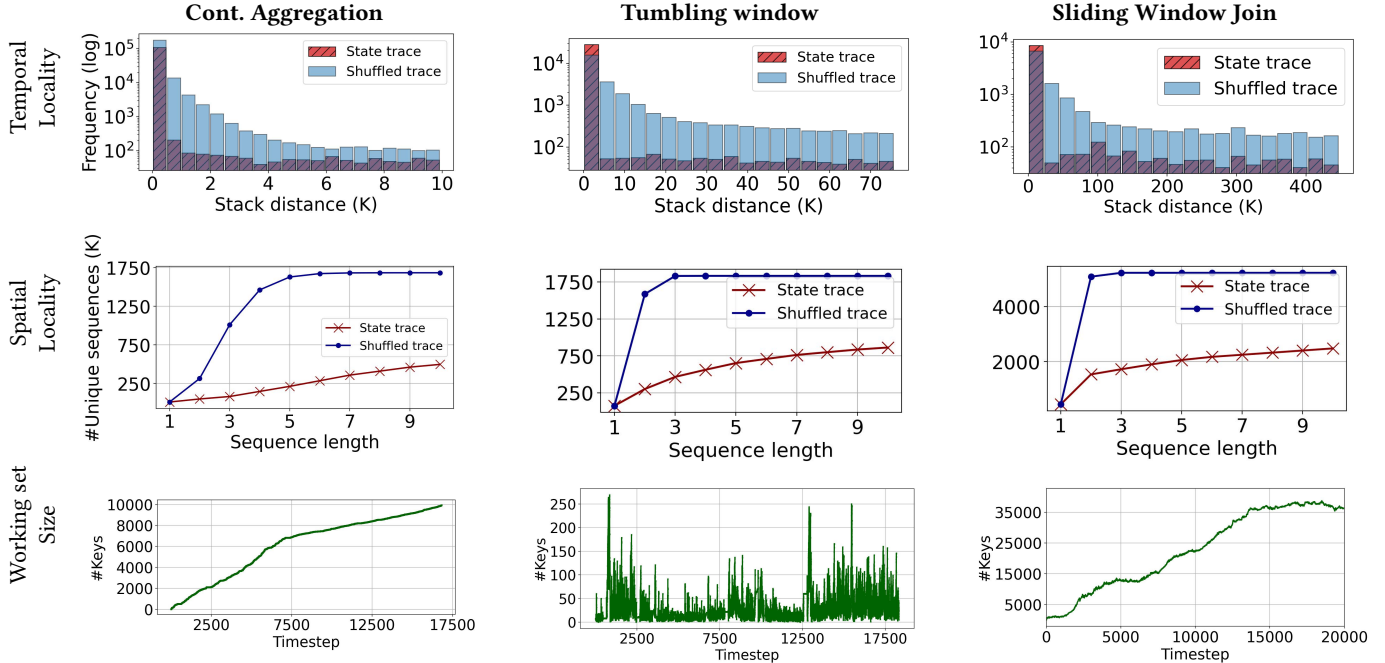 Cont. Aggregation
Tumbling window
Sliding Window Join
Temporal
Locality
Frequency (log)
10^5
10^4
10^3
10^2
State trace
Shuffled trace
0 2 4 6 8 10
Stack distance (K)
10^4
10^3
10^2
State trace
Shuffled trace
0 10 20 30 40 50 60 70
Stack distance (K)
10^4
10^3
10^2
State trace
Shuffled trace
0 100 200 300 400
Stack distance (K)
Spatial
Locality
#Unique sequences (K)
1750
1250
750
250
State trace
Shuffled trace
1 3 5 7 9
Sequence length
1750
1250
750
250
State trace
Shuffled trace
1 3 5 7 9
Sequence length
4000
2000
State trace
Shuffled trace
1 3 5 7 9
Sequence length
Working set
Size
#Keys
10000
8000
6000
4000
2000
0
2500 7500 12500 17500
Timestep
#Keys
250
200
150
100
50
0
2500 7500 12500 17500
Timestep
#Keys
35000
25000
15000
5000
0 5000 10000 15000 20000
Timestep